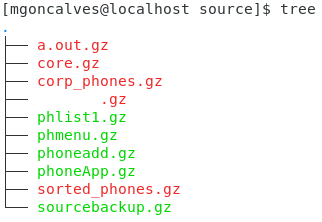 [mgoncalves@localhost source]$ tree
.
├── a.out.gz
├── core.gz
├── corp_phones.gz
├──        .gz
├── phlist1.gz
├── phmenu.gz
├── phoneadd.gz
├── phoneApp.gz
├── sorted_phones.gz
└── sourcebackup.gz